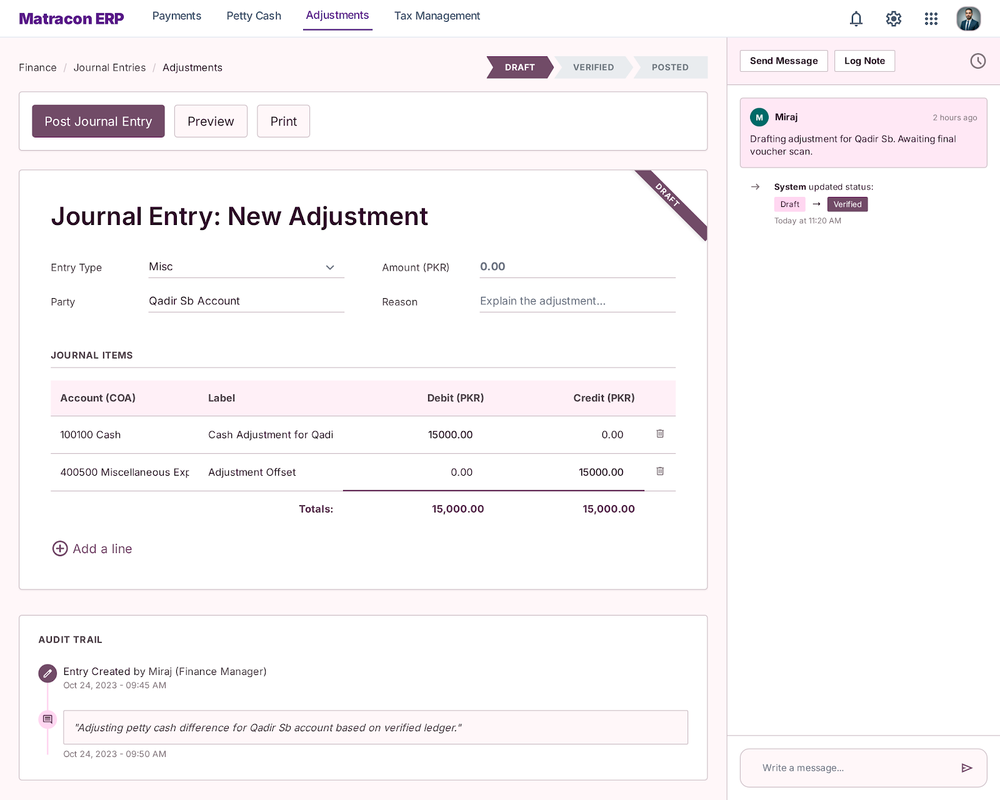 Matracon ERP
Payments
Petty Cash
Adjustments
Tax Management
Finance / Journal Entries / Adjustments
DRAFT
VERIFIED
POSTED
Post Journal Entry
Preview
Print
DRAFT
Journal Entry: New Adjustment
Entry Type
Misc
Amount (PKR)
0.00
Party
Qadir Sb Account
Reason
Explain the adjustment...
JOURNAL ITEMS
Account (COA) Label Debit (PKR) Credit (PKR)
100100 Cash Cash Adjustment for Qadi 15000.00 0.00
400500 Miscellaneous Exp Adjustment Offset 0.00 15000.00
Totals: 15,000.00 15,000.00
Add a line
AUDIT TRAIL
Entry Created by Miraj (Finance Manager)
Oct 24, 2023 - 09:45 AM
"Adjusting petty cash difference for Qadir Sb account based on verified ledger."
Oct 24, 2023 - 09:50 AM
Send Message
Log Note
M
Miraj
2 hours ago
Drafting adjustment for Qadir Sb. Awaiting final
voucher scan.
System updated status:
Draft → Verified
Today at 11:20 AM
Write a message...